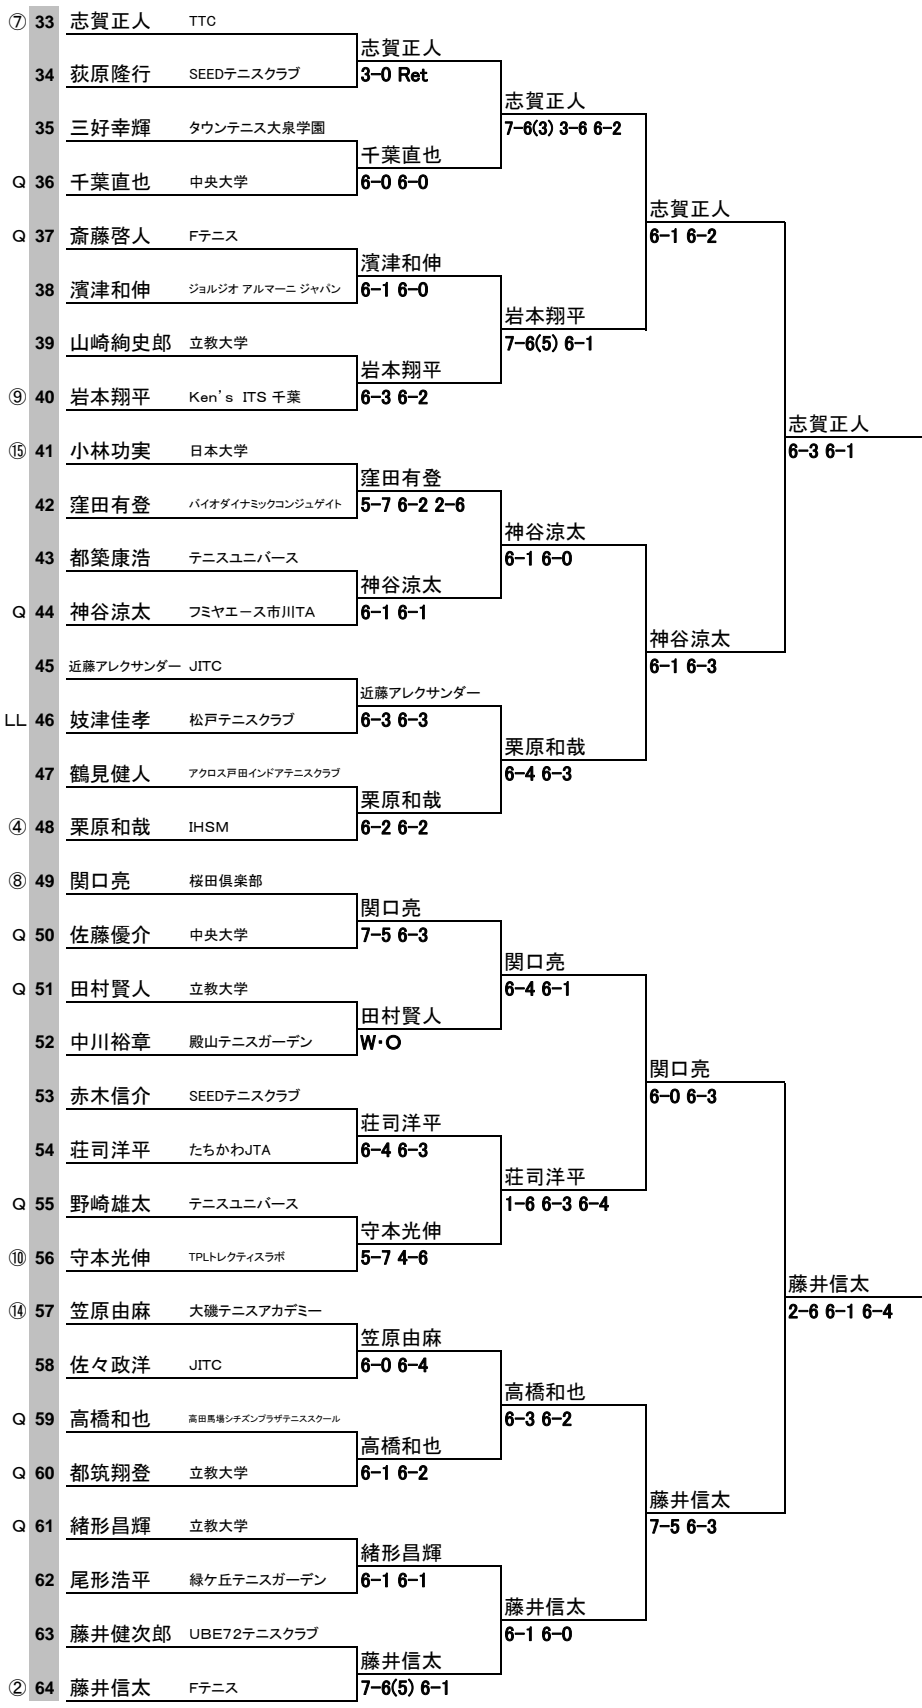 ⑦ 33 志賀正人 TTC
志賀正人
34 荻原隆行 SEEDテニスクラブ 3-0 Ret
志賀正人
35 三好幸輝 タウンテニス大泉学園 7-6(3) 3-6 6-2
千葉直也
Q 36 千葉直也 中央大学 6-0 6-0
志賀正人
Q 37 斎藤啓人 Fテニス 6-1 6-2
濱津和伸
38 濱津和伸 ジョルジオ アルマーニ ジャパン 6-1 6-0
岩本翔平
39 山崎絢史郎 立教大学 7-6(5) 6-1
岩本翔平
⑨ 40 岩本翔平 Ken's ITS 千葉 6-3 6-2
志賀正人
⑮ 41 小林功実 日本大学 6-3 6-1
窪田有登
42 窪田有登 バイオダイナミックコンジュゲイト 5-7 6-2 2-6
神谷涼太
43 都築康浩 テニスユニバース 6-1 6-0
神谷涼太
Q 44 神谷涼太 フミヤエース市川TA 6-1 6-1
神谷涼太
45 近藤アレクサンダー JITC 6-1 6-3
近藤アレクサンダー
LL 46 妓津佳孝 松戸テニスクラブ 6-3 6-3
栗原和哉
47 鶴見健人 アクロス戸田インドアテニスクラブ 6-4 6-3
栗原和哉
④ 48 栗原和哉 IHSM 6-2 6-2
⑧ 49 関口亮 桜田倶楽部
関口亮
Q 50 佐藤優介 中央大学 7-5 6-3
関口亮
Q 51 田村賢人 立教大学 6-4 6-1
田村賢人
52 中川裕章 殿山テニスガーデン W・O
関口亮
53 赤木信介 SEEDテニスクラブ 6-0 6-3
荘司洋平
54 荘司洋平 たちかわJTA 6-4 6-3
荘司洋平
Q 55 野崎雄太 テニスユニバース 1-6 6-3 6-4
守本光伸
⑩ 56 守本光伸 TPLトレクティスラボ 5-7 4-6
藤井信太
⑭ 57 笠原由麻 大磯テニスアカデミー 2-6 6-1 6-4
笠原由麻
58 佐々政洋 JITC 6-0 6-4
高橋和也
Q 59 高橋和也 高田馬場シチズンプラザテニススクール 6-3 6-2
高橋和也
Q 60 都筑翔登 立教大学 6-1 6-2
藤井信太
Q 61 緒形昌輝 立教大学 7-5 6-3
緒形昌輝
62 尾形浩平 緑ケ丘テニスガーデン 6-1 6-1
藤井信太
63 藤井健次郎 UBE72テニスクラブ 6-1 6-0
藤井信太
② 64 藤井信太 Fテニス 7-6(5) 6-1